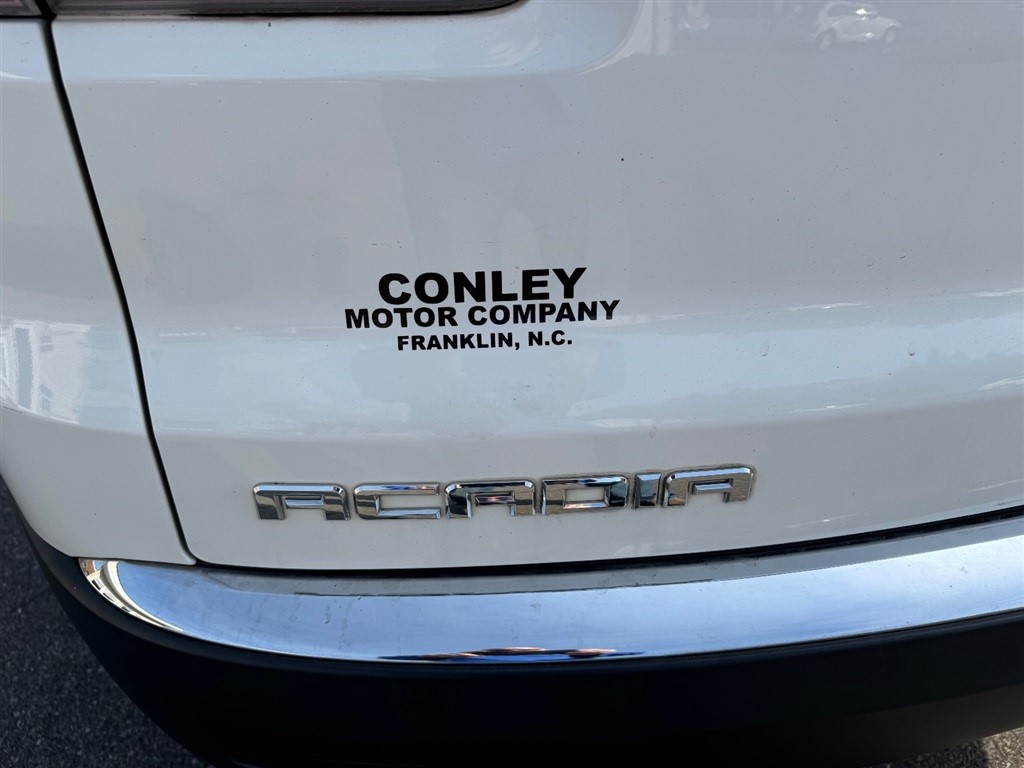 CONLEY
MOTOR COMPANY
FRANKLIN, N.C.
ACADIA